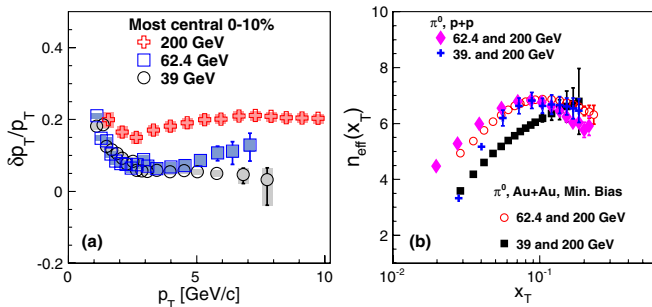 Most central 0-10%
200 GeV
62.4 GeV
39 GeV
0.4
0.2
0
-0.2
δp_T/p_T
(a)
0
5
10
p_T [GeV/c]
π⁰, p+p
62.4 and 200 GeV
39. and 200 GeV
10
8
6
4
n_eff(x_T)
π⁰, Au+Au, Min. Bias
62.4 and 200 GeV
39 and 200 GeV
(b)
10⁻²
10⁻¹
1
x_T